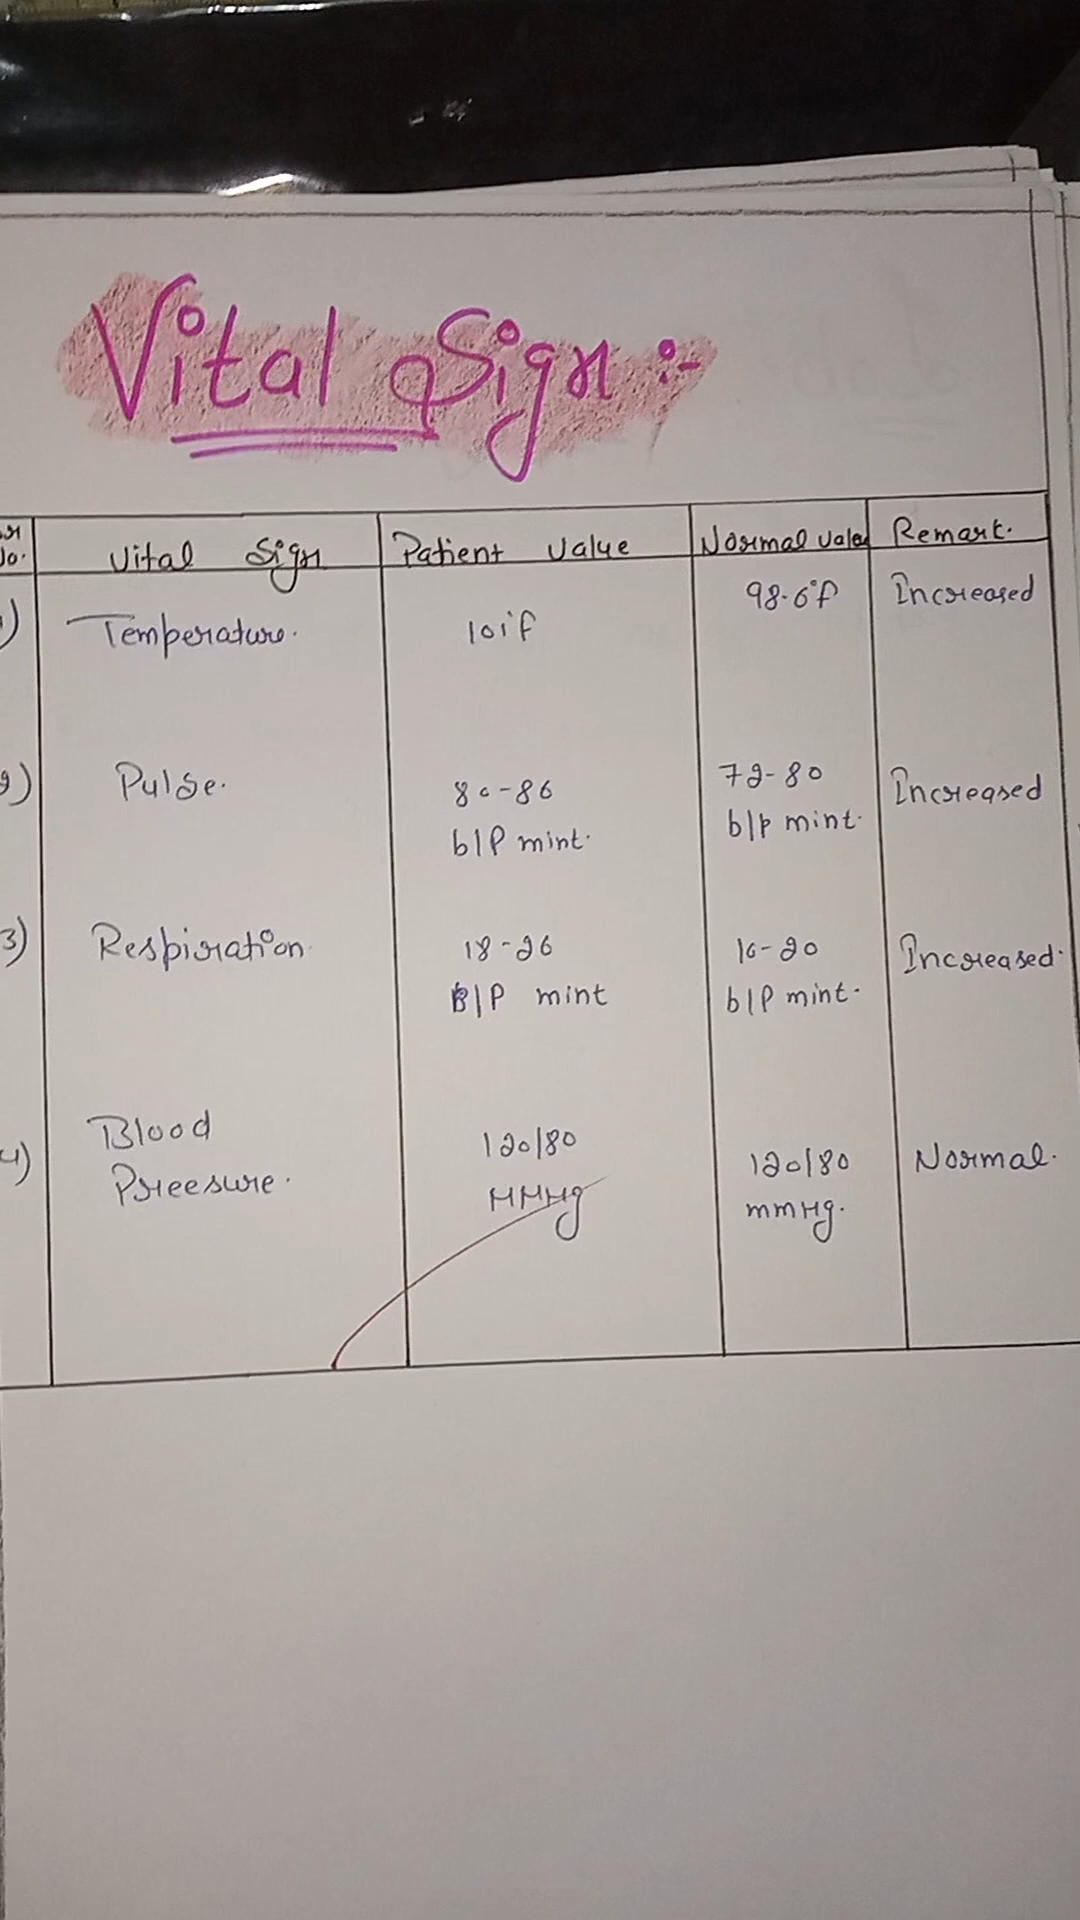 Vital Sign :-
Sr No. Vital Sign Patient Value Normal Value Remark.
1) Temperature. 101°f 98.6°f Increased
2) Pulse. 80-86 b/P mint. 72-80 b/p mint. Increased
3) Respiration. 18-26 B/P mint 16-20 b/P mint. Increased.
4) Blood Preesure. 120/80 MMHg 120/80 mmHg. Normal.